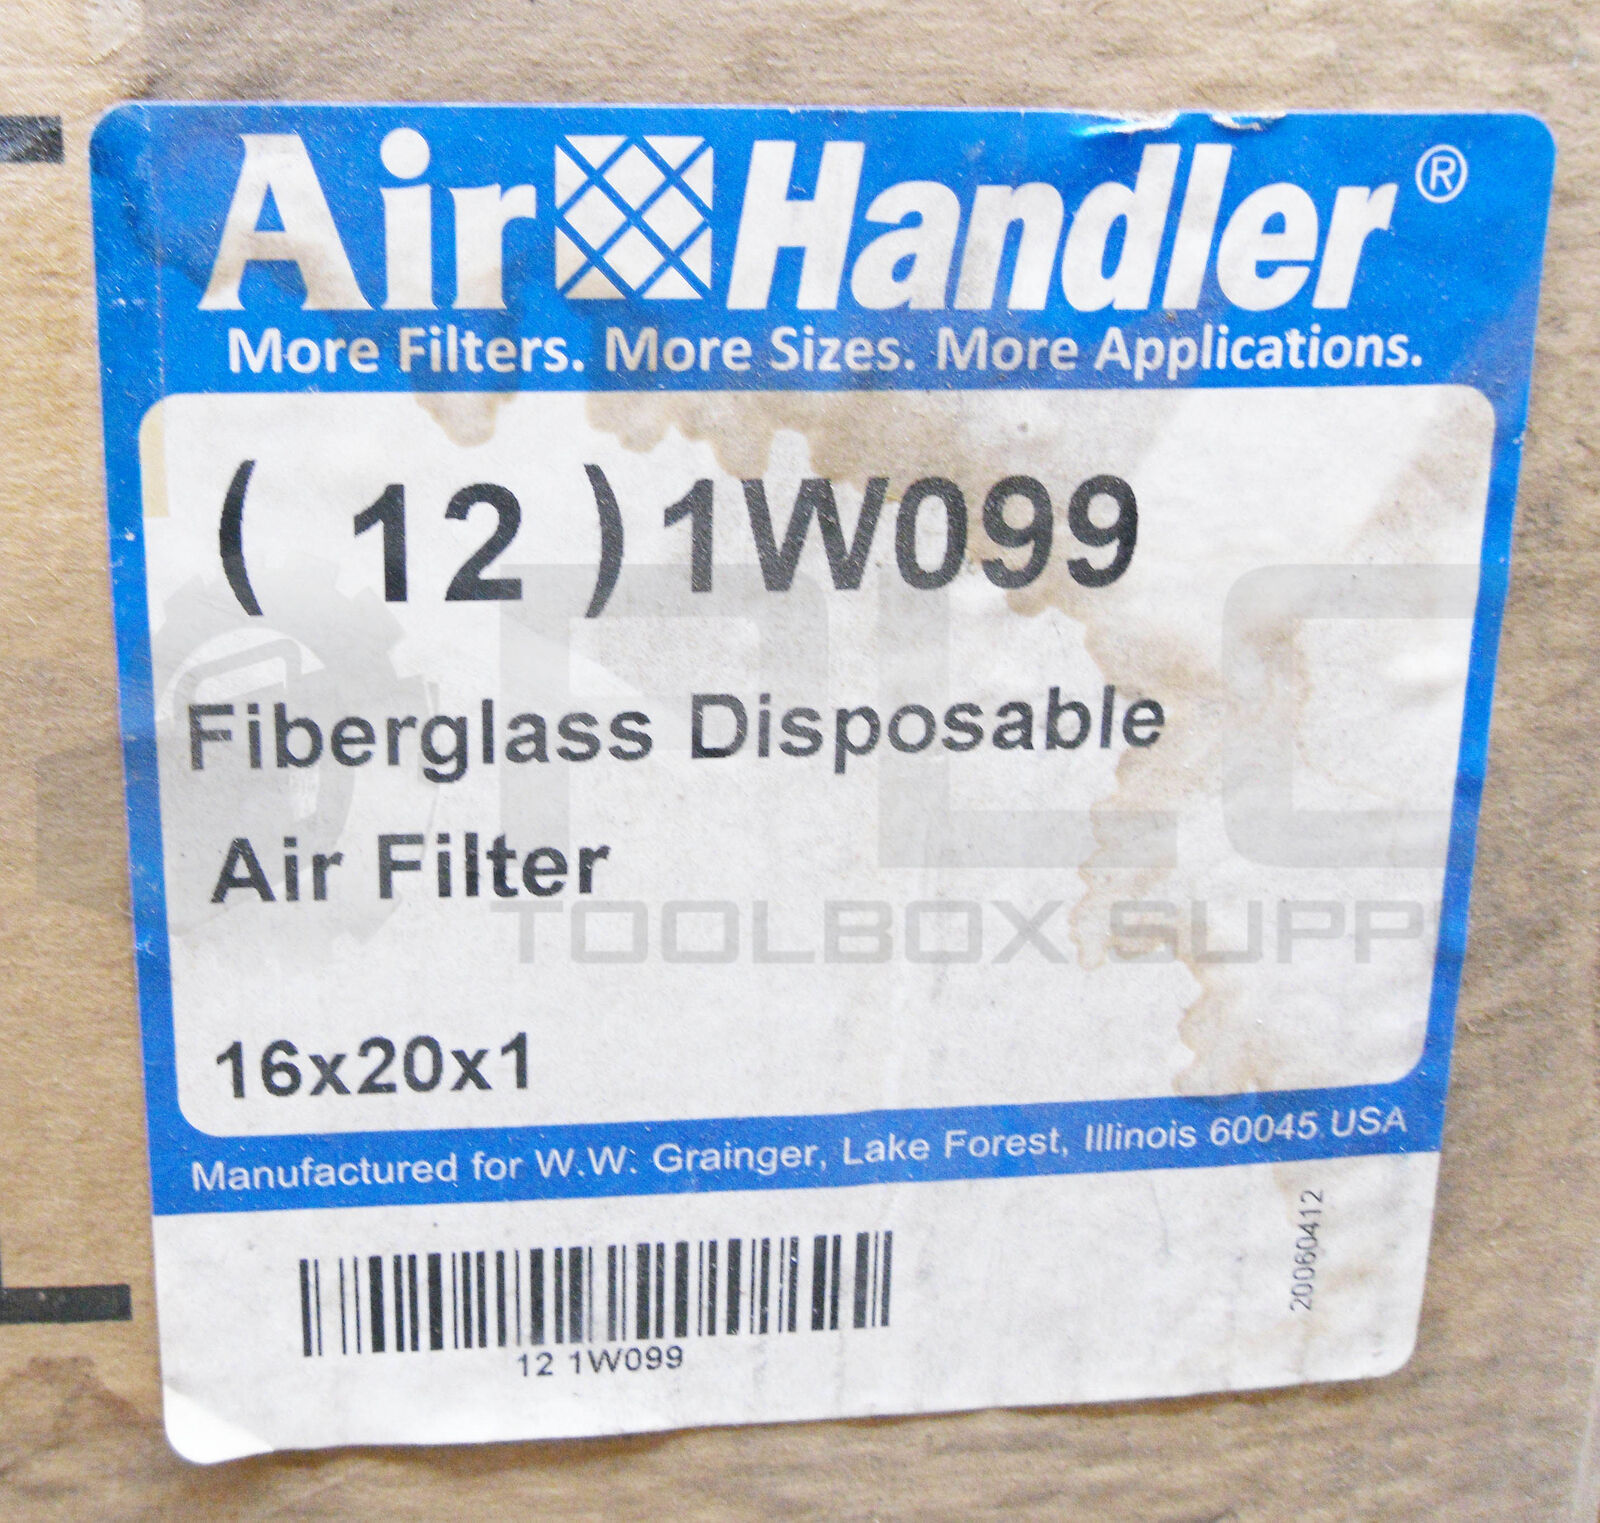 Air Handler®
More Filters. More Sizes. More Applications.
( 12 ) 1W099
Fiberglass Disposable
Air Filter
16x20x1
Manufactured for W.W. Grainger, Lake Forest, Illinois 60045 USA
12 1W099
20060412
PLC
TOOLBOX SUPP